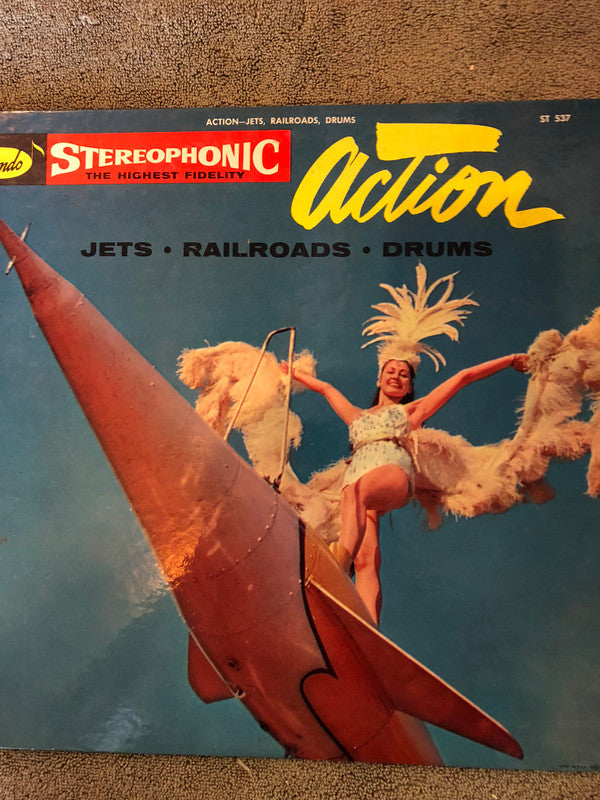 ACTION—JETS, RAILROADS, DRUMS
ST 537
STEREOPHONIC
THE HIGHEST FIDELITY
action
JETS • RAILROADS • DRUMS